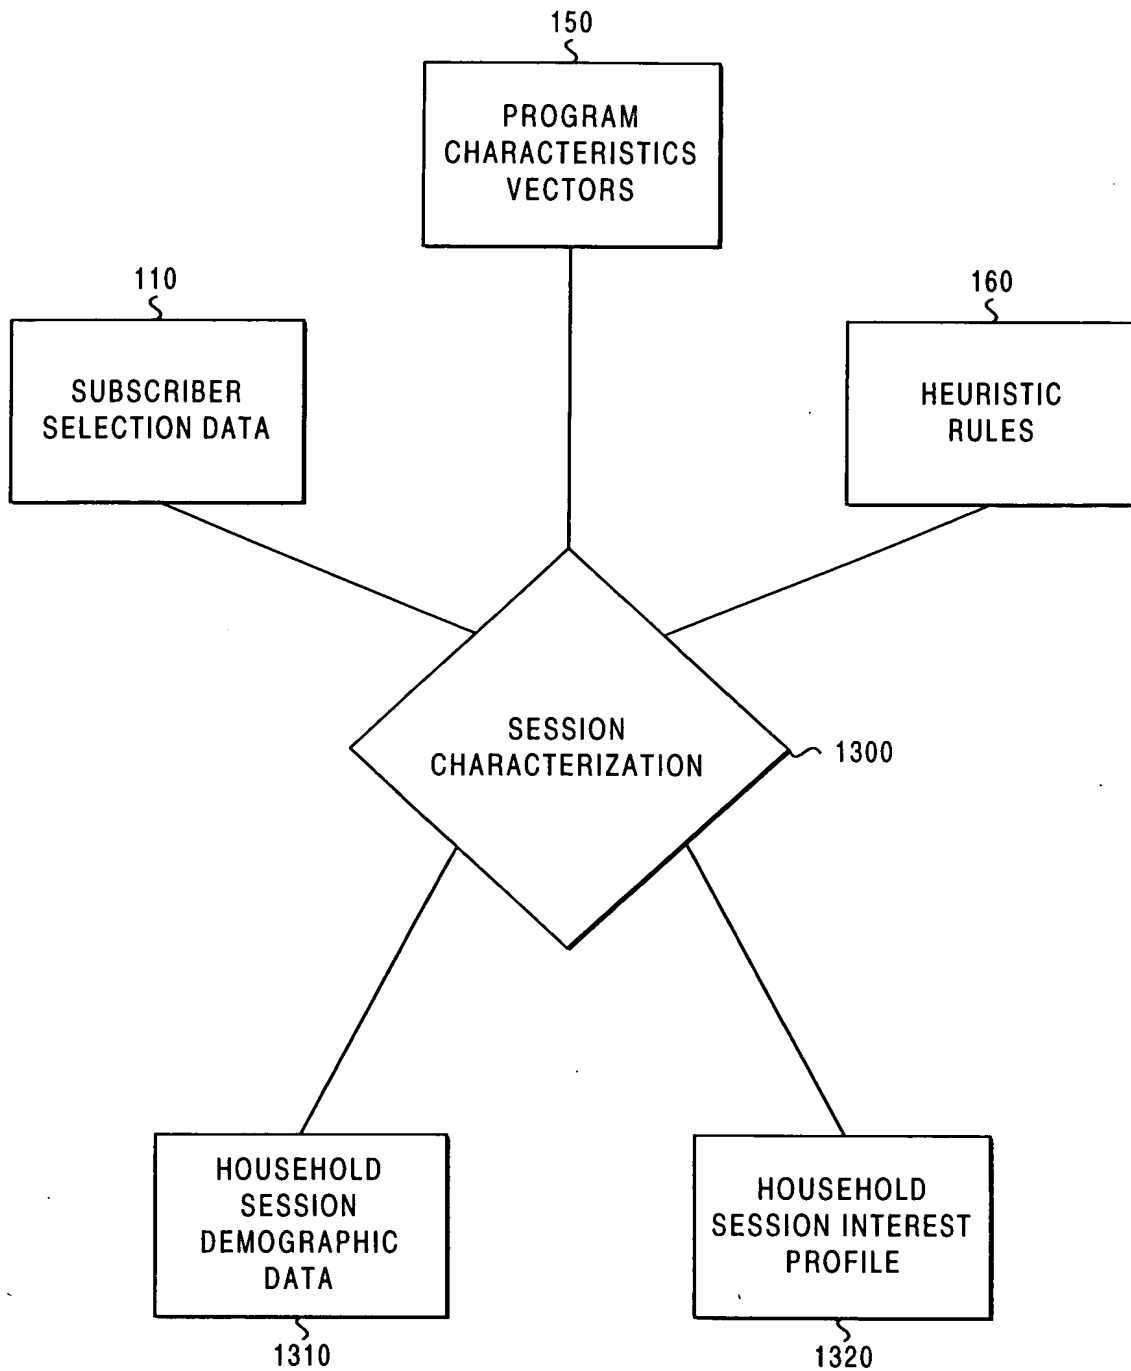 150
PROGRAM
CHARACTERISTICS
VECTORS
110
SUBSCRIBER
SELECTION DATA
160
HEURISTIC
RULES
SESSION
CHARACTERIZATION
1300
HOUSEHOLD
SESSION
DEMOGRAPHIC
DATA
1310
HOUSEHOLD
SESSION INTEREST
PROFILE
1320